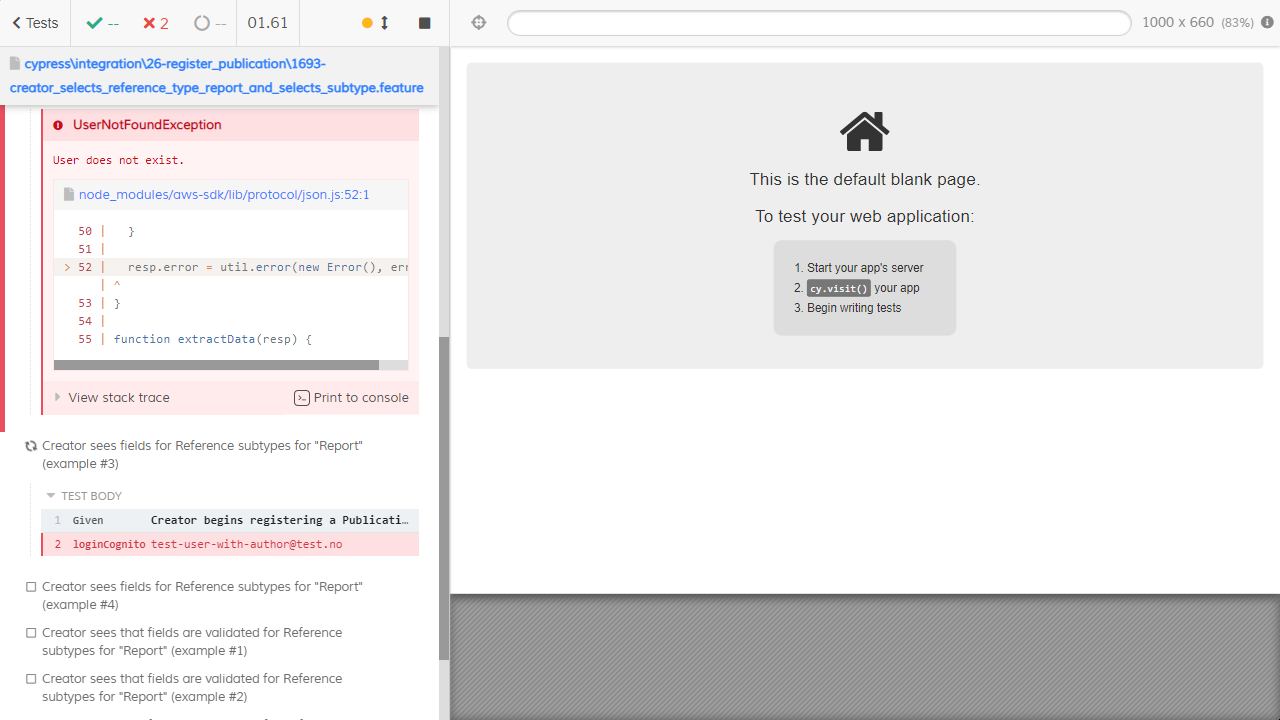 Tests
--
2
--
01.61
1000 x 660 (83%)
cypress\integration\26-register_publication\1693-
creator_selects_reference_type_report_and_selects_subtype.feature
UserNotFoundException
User does not exist.
node_modules/aws-sdk/lib/protocol/json.js:52:1
50 |   }
51 |
> 52 |   resp.error = util.error(new Error(), err
| ^
53 | }
54 |
55 | function extractData(resp) {
View stack trace
Print to console
Creator sees fields for Reference subtypes for "Report"
(example #3)
TEST BODY
1 Given Creator begins registering a Publicati…
2 loginCognito test-user-with-author@test.no
Creator sees fields for Reference subtypes for "Report"
(example #4)
Creator sees that fields are validated for Reference
subtypes for "Report" (example #1)
Creator sees that fields are validated for Reference
subtypes for "Report" (example #2)
This is the default blank page.
To test your web application:
1. Start your app's server
2. cy.visit() your app
3. Begin writing tests